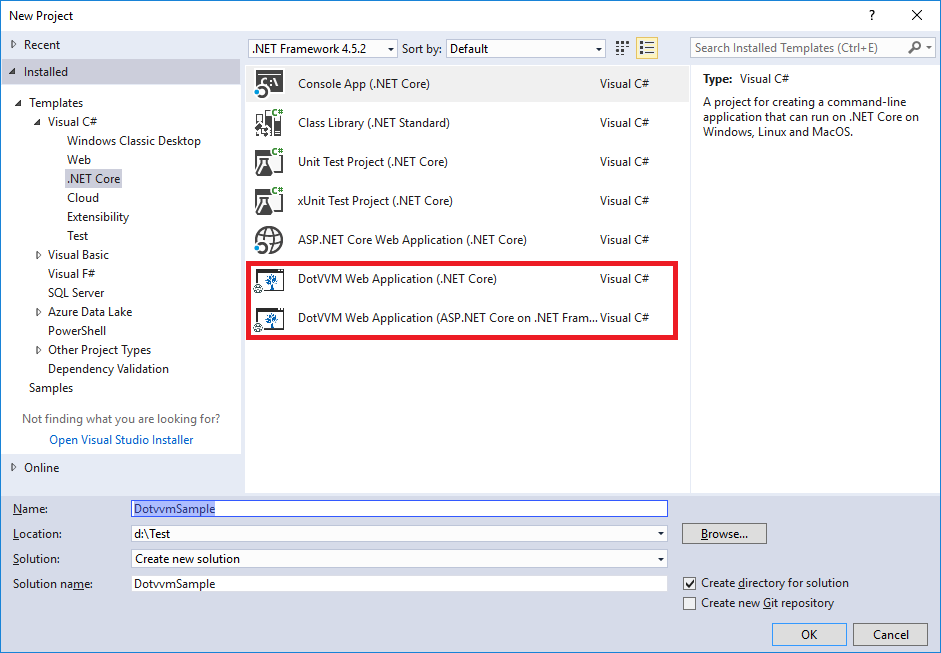 New Project
?
Recent
.NET Framework 4.5.2
Sort by:
Default
Search Installed Templates (Ctrl+E)
Installed
Templates
Visual C#
Windows Classic Desktop
Web
.NET Core
Cloud
Extensibility
Test
Visual Basic
Visual F#
SQL Server
Azure Data Lake
PowerShell
Other Project Types
Dependency Validation
Samples
Not finding what you are looking for?
Open Visual Studio Installer
Online
Console App (.NET Core) Visual C#
Class Library (.NET Standard) Visual C#
Unit Test Project (.NET Core) Visual C#
xUnit Test Project (.NET Core) Visual C#
ASP.NET Core Web Application (.NET Core) Visual C#
DotVVM Web Application (.NET Core) Visual C#
DotVVM Web Application (ASP.NET Core on .NET Fram... Visual C#
Type: Visual C#
A project for creating a command-line
application that can run on .NET Core on
Windows, Linux and MacOS.
Name: DotvvmSample
Location: d:\Test
Browse...
Solution: Create new solution
Solution name: DotvvmSample
Create directory for solution
Create new Git repository
OK
Cancel